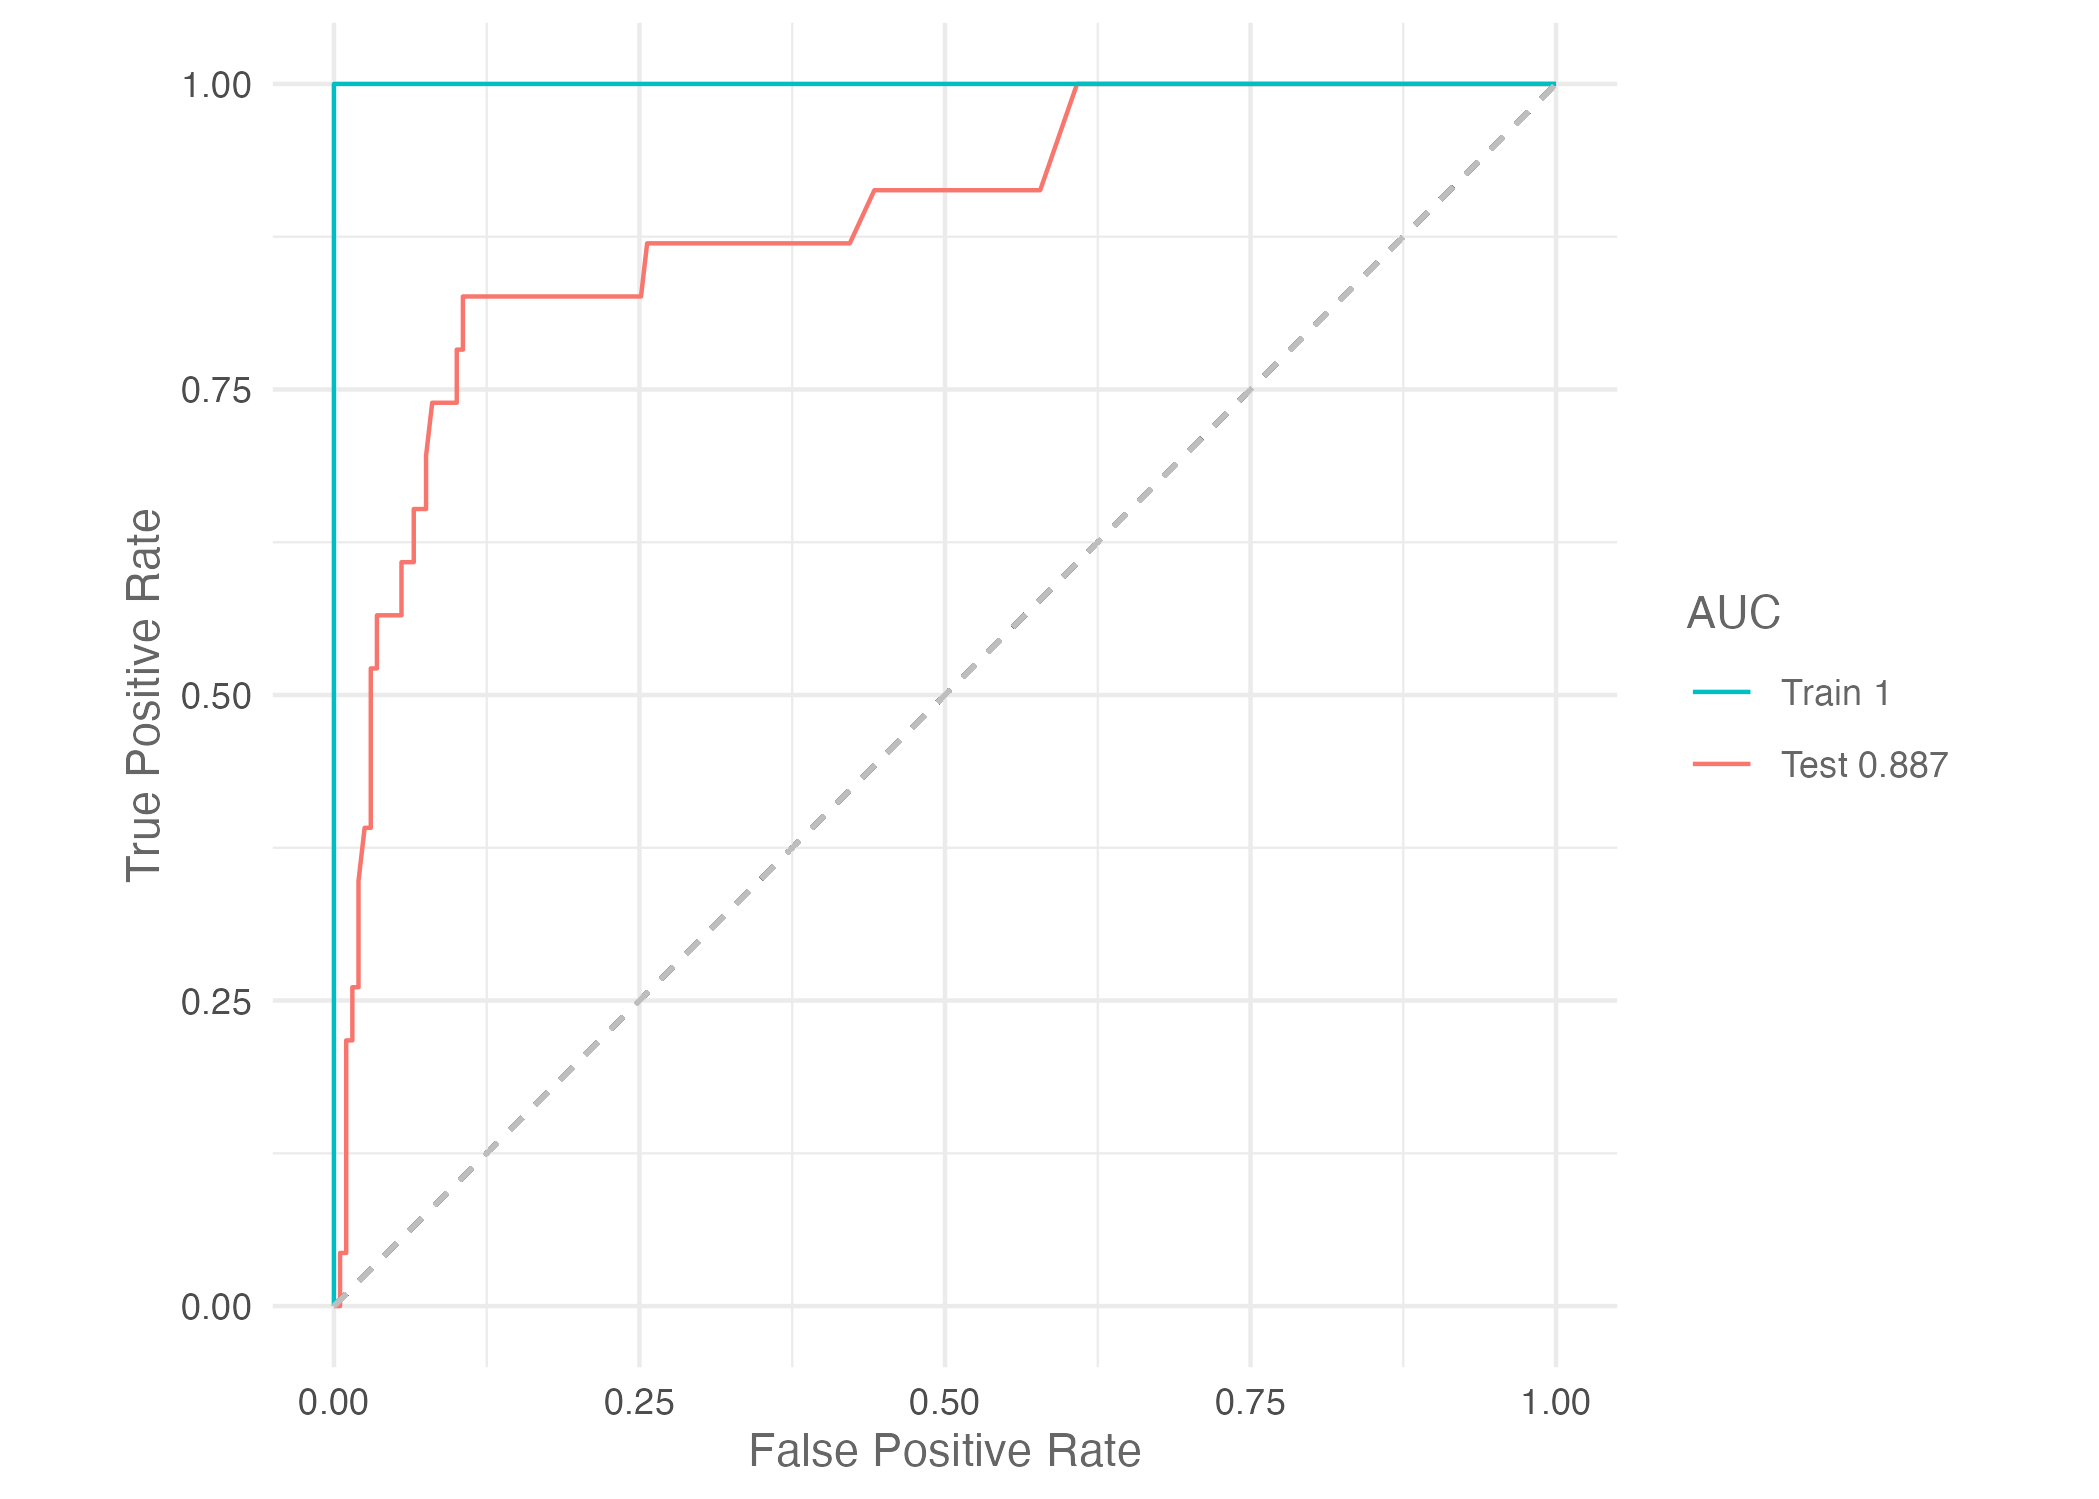 1.00
0.75
0.50
0.25
0.00
True Positive Rate
0.00 0.25 0.50 0.75 1.00
False Positive Rate
AUC
Train 1
Test 0.887